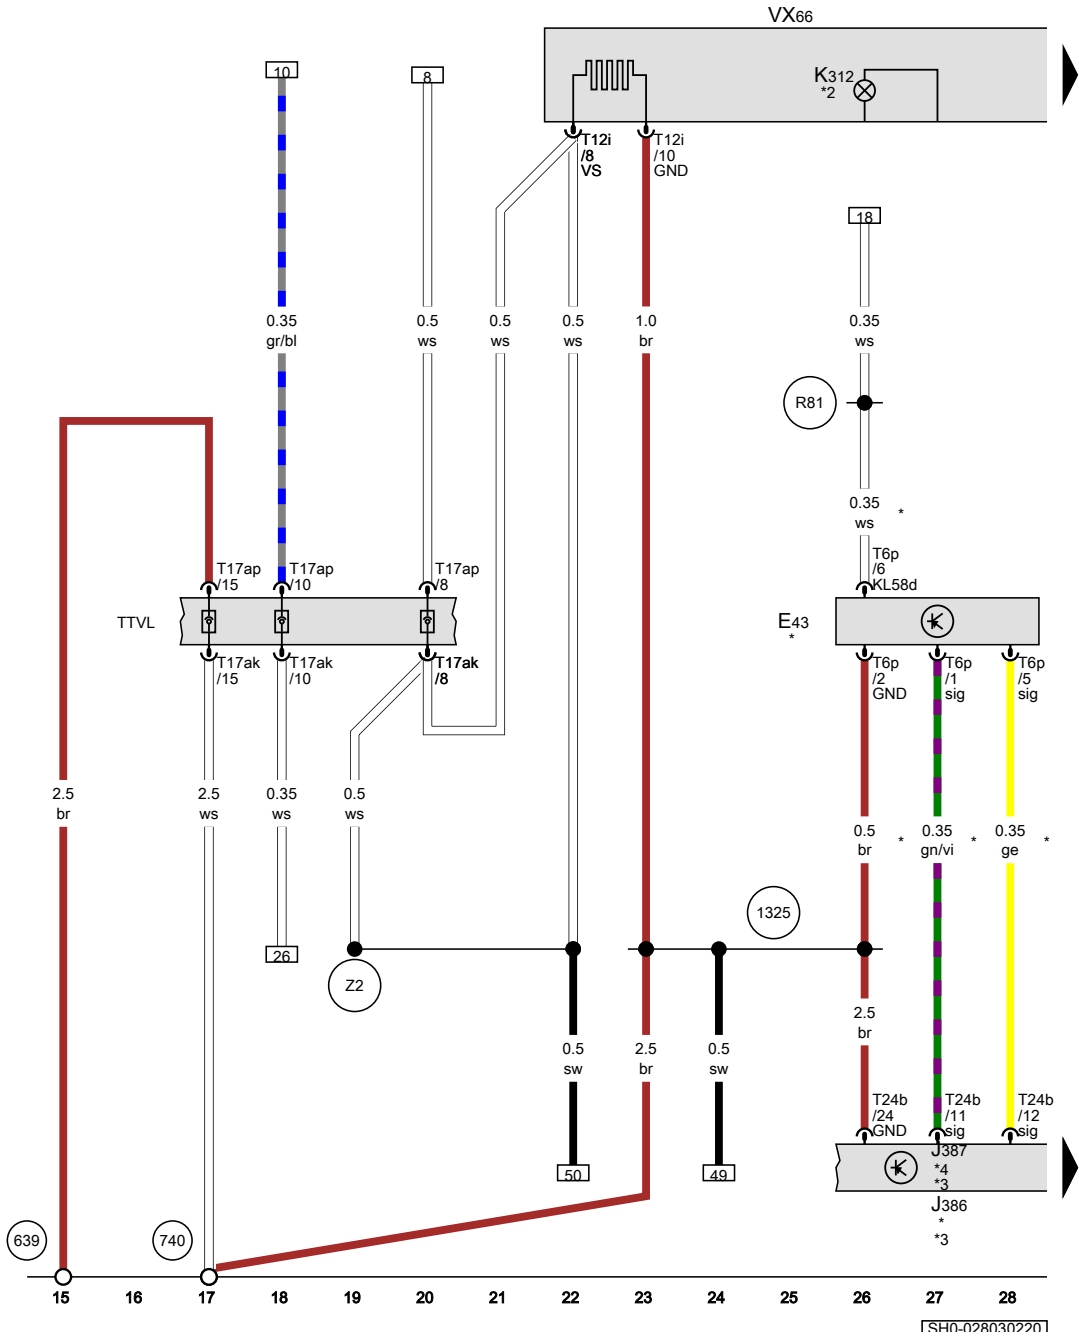 VX66
10
8
K312
*2
T12i
/8
VS
T12i
/10
GND
18
0.35
gr/bl
0.5
ws
0.5
ws
0.5
ws
1.0
br
0.35
ws
R81
0.35
ws
*
T6p
/6
KL58d
T17ap
/15
T17ap
/10
T17ap
/8
TTVL
E43
*
T17ak
/15
T17ak
/10
T17ak
/8
T6p
/2
GND
T6p
/1
sig
T6p
/5
sig
2.5
br
2.5
ws
0.35
ws
0.5
ws
0.5
br
*
0.35
gn/vi
*
0.35
ge
*
1325
26
Z2
2.5
br
0.5
sw
2.5
br
0.5
sw
T24b
/24
GND
T24b
/11
sig
T24b
/12
sig
50
49
J387
*4
*3
J386
*
*3
639
740
15 16 17 18 19 20 21 22 23 24 25 26 27 28
SH0-028030220